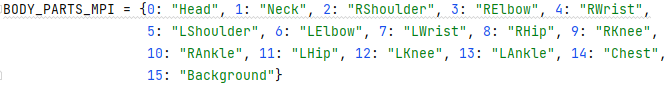 BODY_PARTS_MPI = {0: "Head", 1: "Neck", 2: "RShoulder", 3: "RElbow", 4: "RWrist",
5: "LShoulder", 6: "LElbow", 7: "LWrist", 8: "RHip", 9: "RKnee",
10: "RAnkle", 11: "LHip", 12: "LKnee", 13: "LAnkle", 14: "Chest",
15: "Background"}